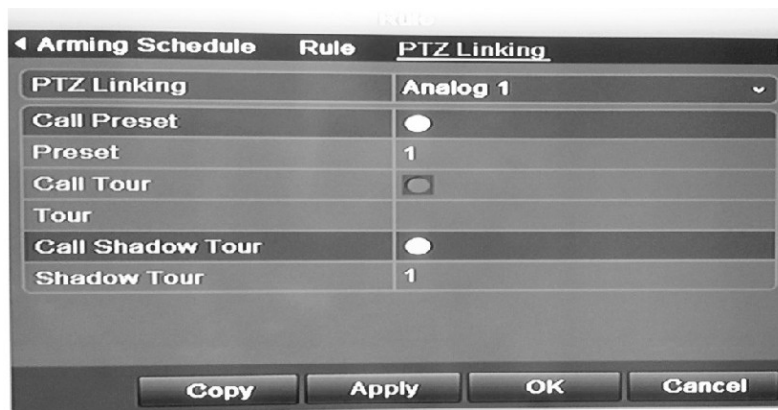 Arming Schedule Rule PTZ Linking
PTZ Linking Analog 1
Call Preset
Preset 1
Call Tour
Tour
Call Shadow Tour
Shadow Tour 1
Copy Apply OK Cancel